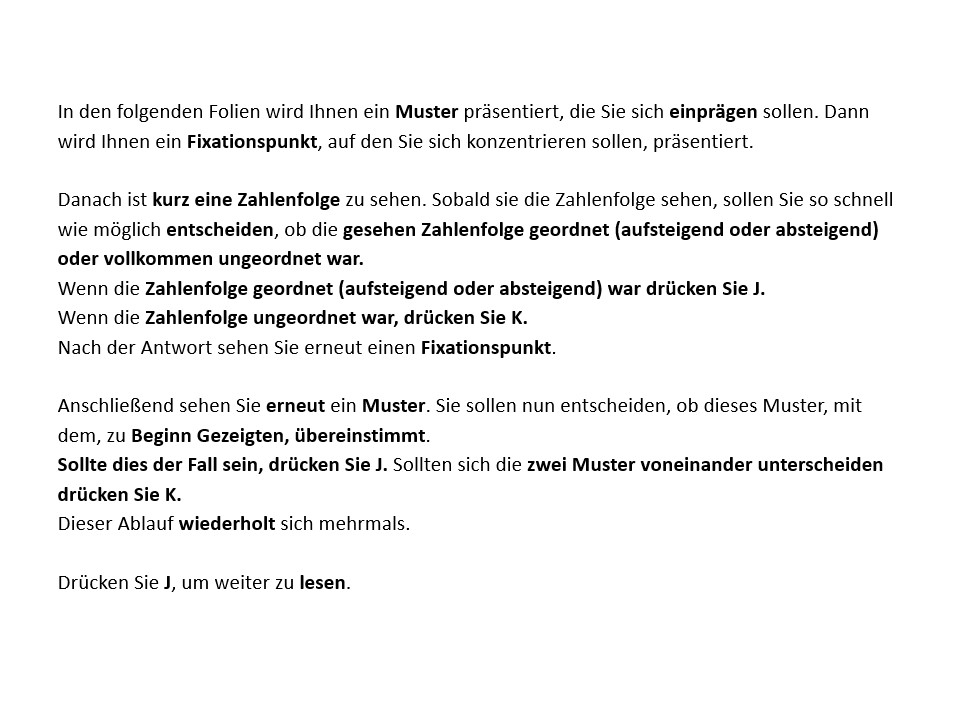 In den folgenden Folien wird Ihnen ein Muster präsentiert, die Sie sich einprägen sollen. Dann
wird Ihnen ein Fixationspunkt, auf den Sie sich konzentrieren sollen, präsentiert.
Danach ist kurz eine Zahlenfolge zu sehen. Sobald sie die Zahlenfolge sehen, sollen Sie so schnell
wie möglich entscheiden, ob die gesehen Zahlenfolge geordnet (aufsteigend oder absteigend)
oder vollkommen ungeordnet war.
Wenn die Zahlenfolge geordnet (aufsteigend oder absteigend) war drücken Sie J.
Wenn die Zahlenfolge ungeordnet war, drücken Sie K.
Nach der Antwort sehen Sie erneut einen Fixationspunkt.
Anschließend sehen Sie erneut ein Muster. Sie sollen nun entscheiden, ob dieses Muster, mit
dem, zu Beginn Gezeigten, übereinstimmt.
Sollte dies der Fall sein, drücken Sie J. Sollten sich die zwei Muster voneinander unterscheiden
drücken Sie K.
Dieser Ablauf wiederholt sich mehrmals.
Drücken Sie J, um weiter zu lesen.